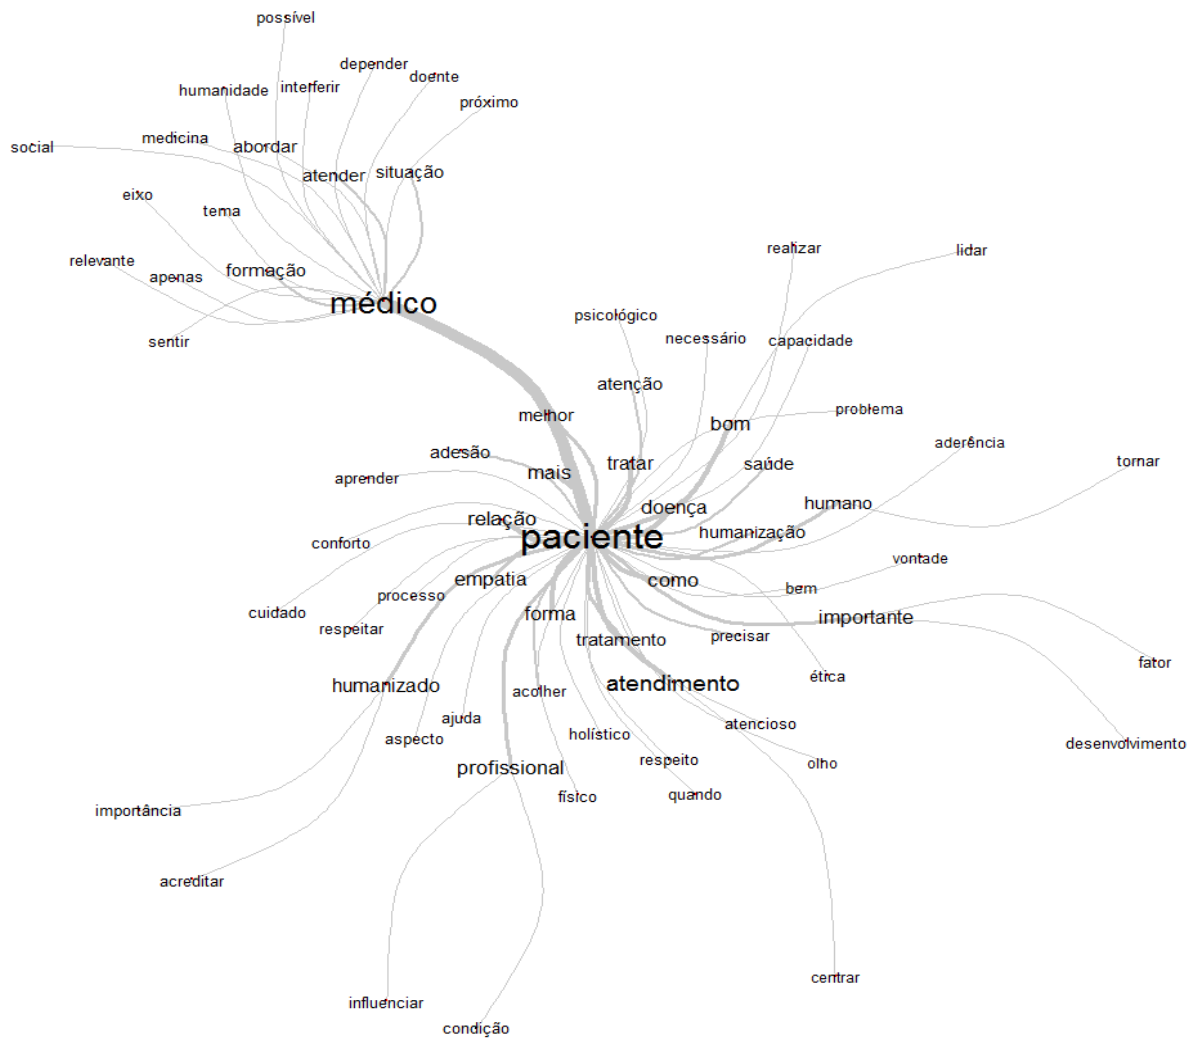 possível
depender
doente
humanidade
interferir
próximo
medicina
abordar
social
atender
situação
eixo
tema
relevante
apenas
formação
médico
sentir
realizar
lidar
psicológico
necessário
capacidade
atenção
melhor
bom
problema
aderência
adesão
mais
tratar
saúde
tornar
aprender
doença
humano
relação
humanização
conforto
paciente
vontade
empatia
como
bem
processo
cuidado
forma
importante
respeitar
tratamento
precisar
fator
ética
humanizado
acolher
atendimento
ajuda
atencioso
aspecto
holístico
desenvolvimento
profissional
respeito
olho
físico
quando
importância
acreditar
centrar
influenciar
condição